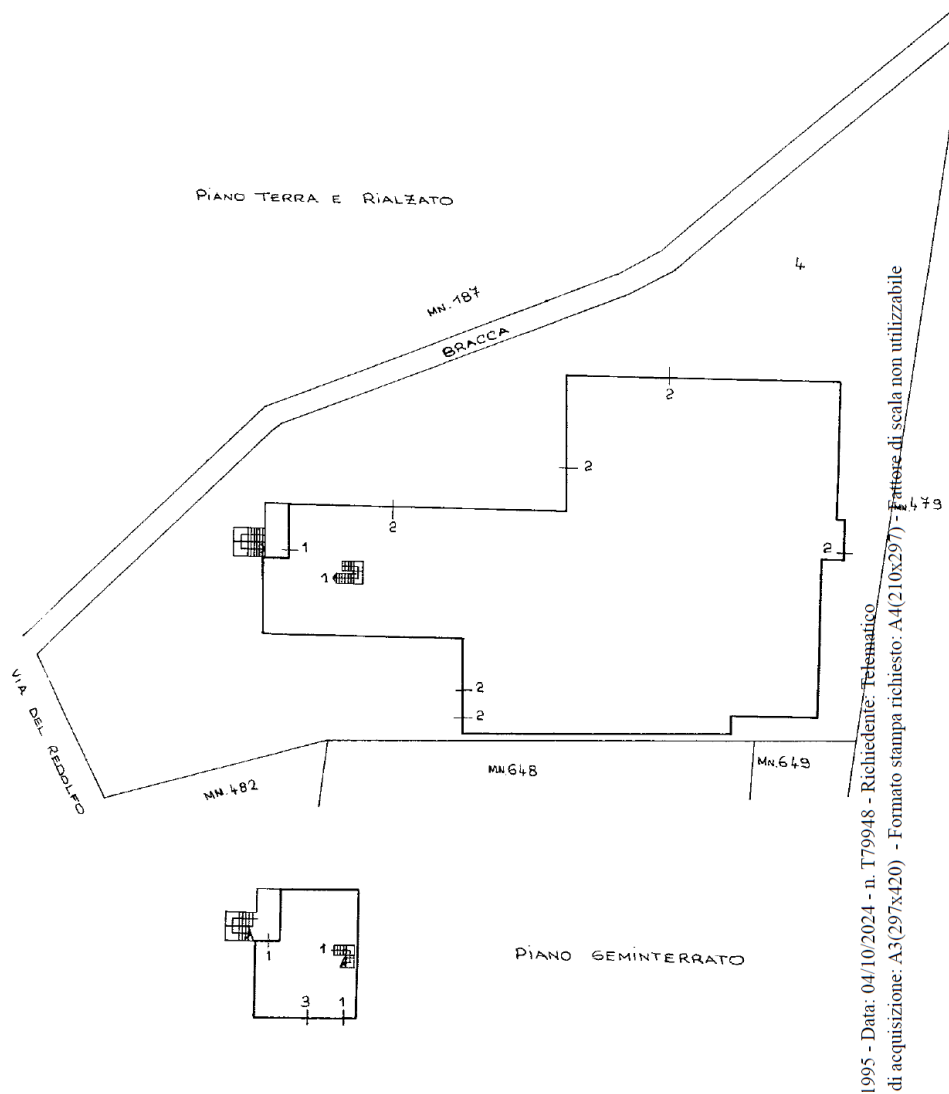 PIANO TERRA E RIALZATO
MN. 187
BRACCA
4
2
2
2
MN. 479
1
1
2
2
2
VIA DEL REDOLFO
MN. 482
MN 648
MN. 649
1
1
3
1
PIANO SEMINTERRATO
1995 - Data: 04/10/2024 - n. T79948 - Richiedente: Telematico
di acquisizione: A3(297x420) - Formato stampa richiesto: A4(210x297) - Fattore di scala non utilizzabile